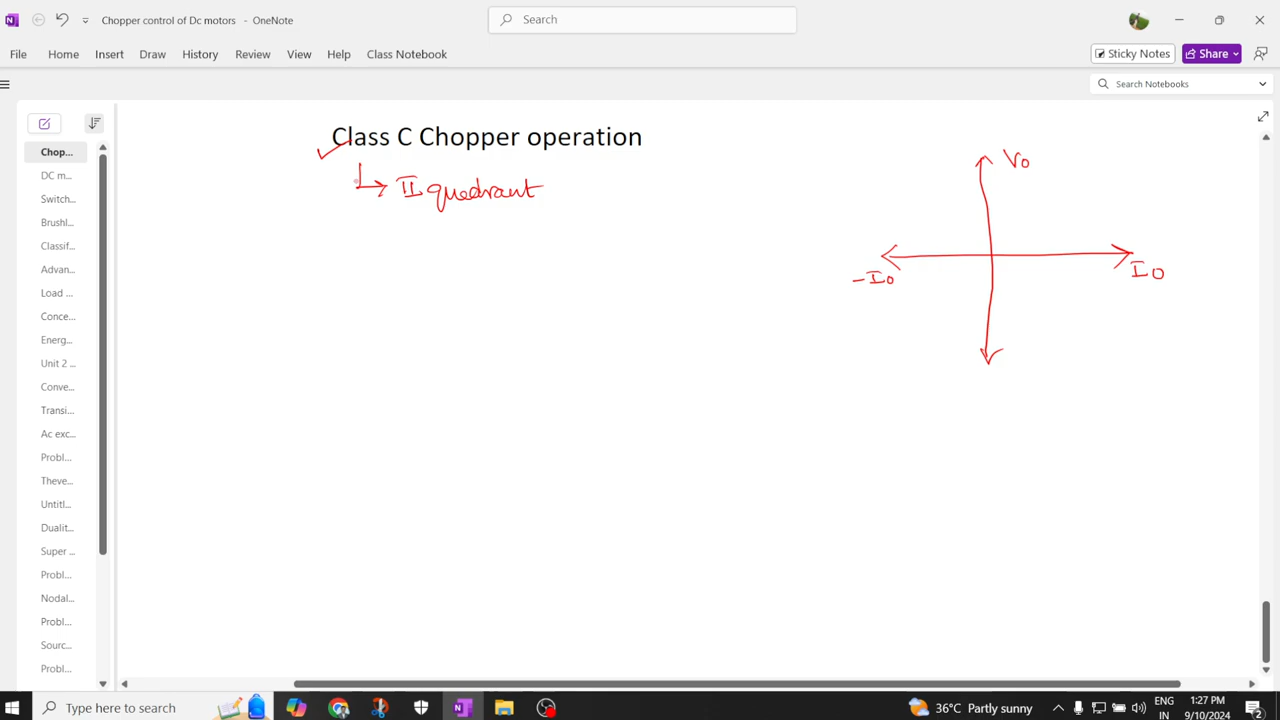 Chopper control of Dc motors - OneNote
Search
File Home Insert Draw History Review View Help Class Notebook
Sticky Notes Share
Search Notebooks
Chop...
DC m...
Switch...
Brushl...
Classif...
Advan...
Load ...
Conce...
Energ...
Unit 2 ...
Conve...
Transi...
Ac exc...
Probl...
Theve...
Untitl...
Dualit...
Super ...
Probl...
Nodal...
Probl...
Sourc...
Probl...
Class C Chopper operation
II quadrant
Vo
-Io
Io
Type here to search
36°C Partly sunny
ENG
IN
1:27 PM
9/10/2024
2